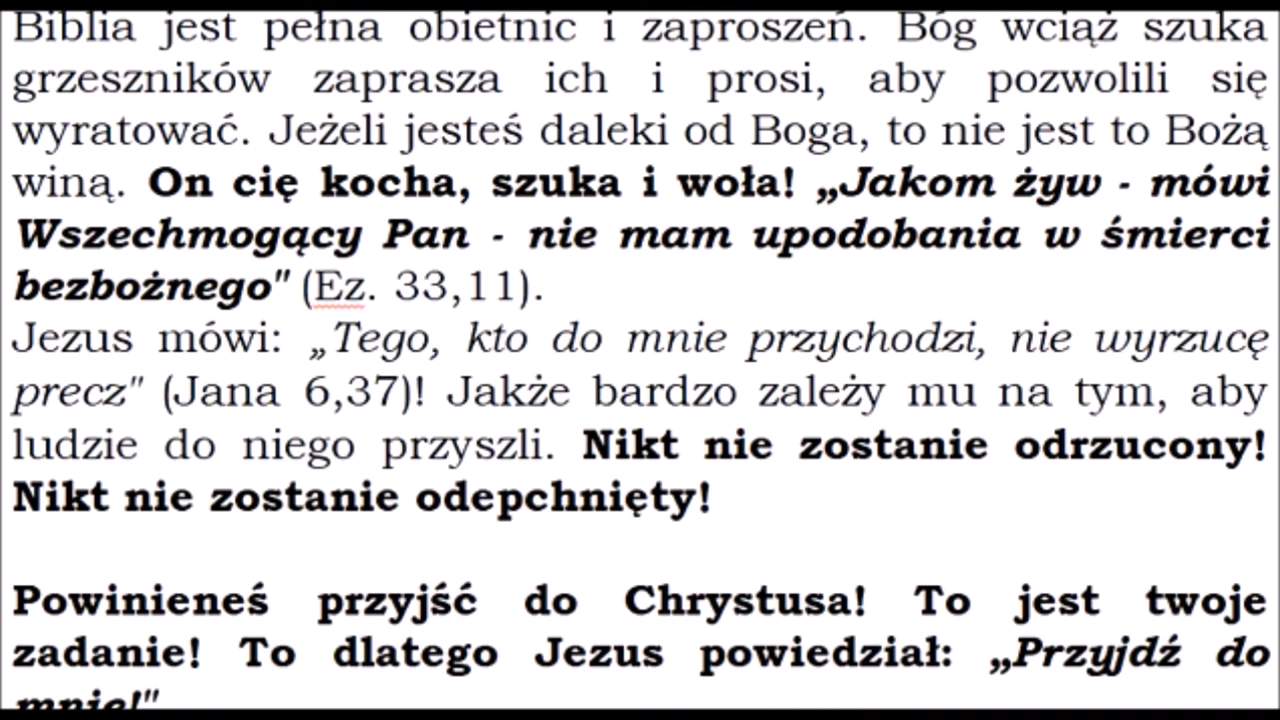 Biblia jest pełna obietnic i zaproszeń. Bóg wciąż szuka
grzeszników zaprasza ich i prosi, aby pozwolili się
wyratować. Jeżeli jesteś daleki od Boga, to nie jest to Bożą
winą. On cię kocha, szuka i woła! „Jakom żyw - mówi
Wszechmogący Pan - nie mam upodobania w śmierci
bezbożnego" (Ez. 33,11).
Jezus mówi: „Tego, kto do mnie przychodzi, nie wyrzucę
precz" (Jana 6,37)! Jakże bardzo zależy mu na tym, aby
ludzie do niego przyszli. Nikt nie zostanie odrzucony!
Nikt nie zostanie odepchnięty!
Powinieneś przyjść do Chrystusa! To jest twoje
zadanie! To dlatego Jezus powiedział: „Przyjdź do
mnie!"